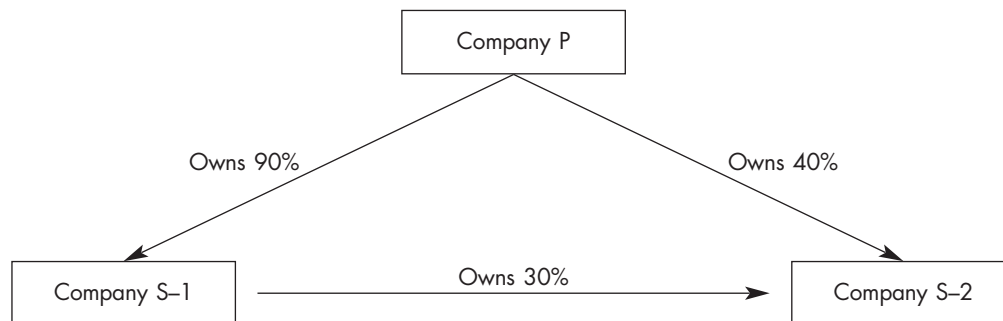 Company P
Owns 90%
Owns 40%
Company S–1
Owns 30%
Company S–2